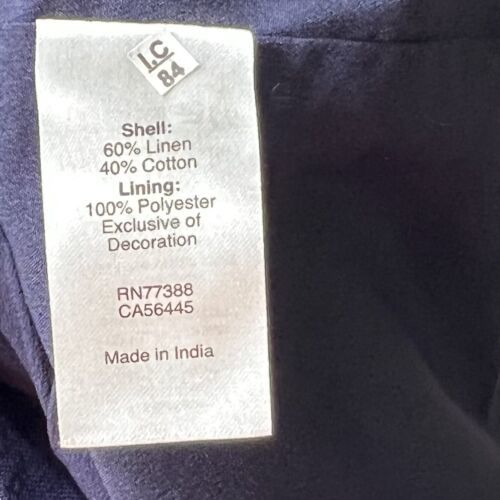 I.C
84
Shell:
60% Linen
40% Cotton
Lining:
100% Polyester
Exclusive of
Decoration
RN77388
CA56445
Made in India